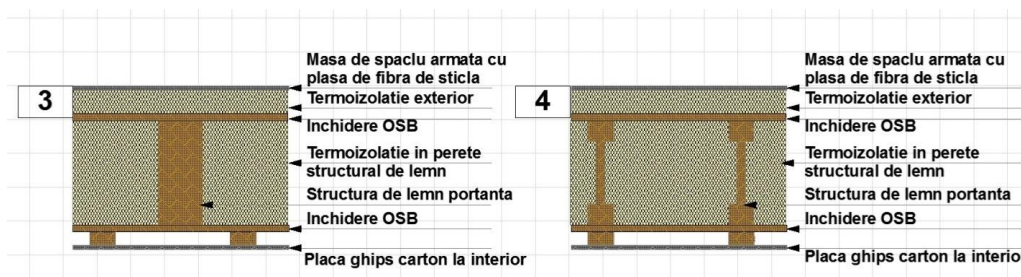 3
Masa de spaclu armata cu
plasa de fibra de sticla
Termoizolatie exterior
Inchidere OSB
Termoizolatie in perete
structural de lemn
Structura de lemn portanta
Inchidere OSB
Placa ghips carton la interior
4
Masa de spaclu armata cu
plasa de fibra de sticla
Termoizolatie exterior
Inchidere OSB
Termoizolatie in perete
structural de lemn
Structura de lemn portanta
Inchidere OSB
Placa ghips carton la interio